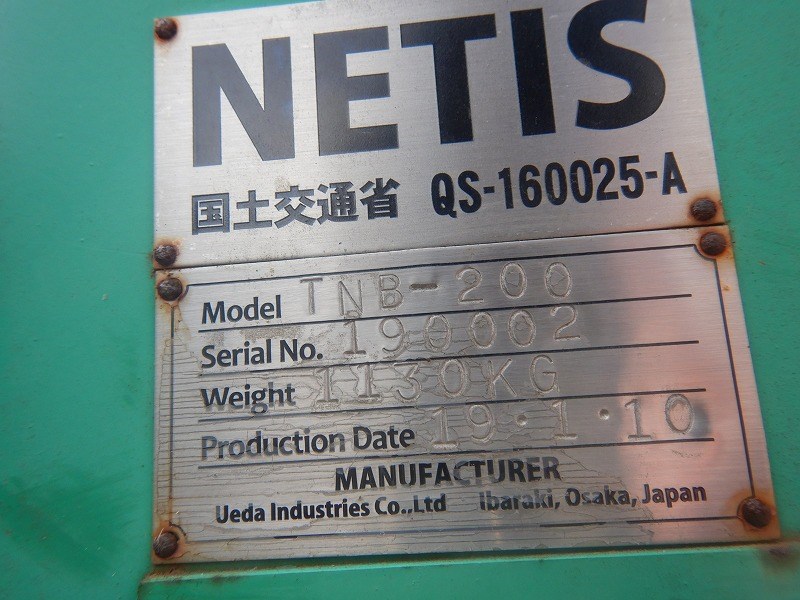 NETIS
国土交通省 QS-160025-A
Model TNB-200
Serial No. 190002
Weight 1130KG
Production Date 19・1・10
MANUFACTURER
Ueda Industries Co.,Ltd Ibaraki, Osaka, Japan